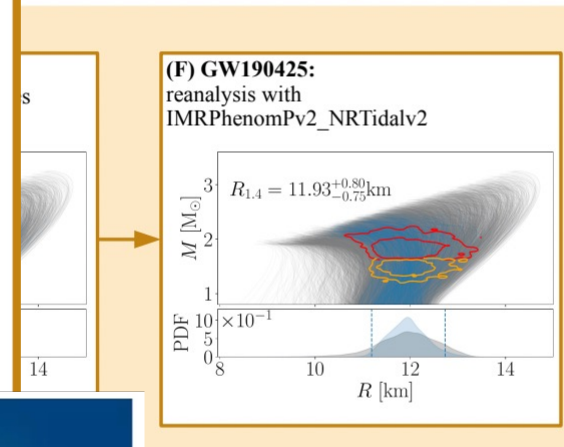 s
(F) GW190425:
reanalysis with
IMRPhenomPv2_NRTidalv2
R1.4 = 11.93+0.80−0.75km
M [M⊙]
3
2
1
PDF
10 ×10−1
5
0
14
8 10 12 14
R [km]